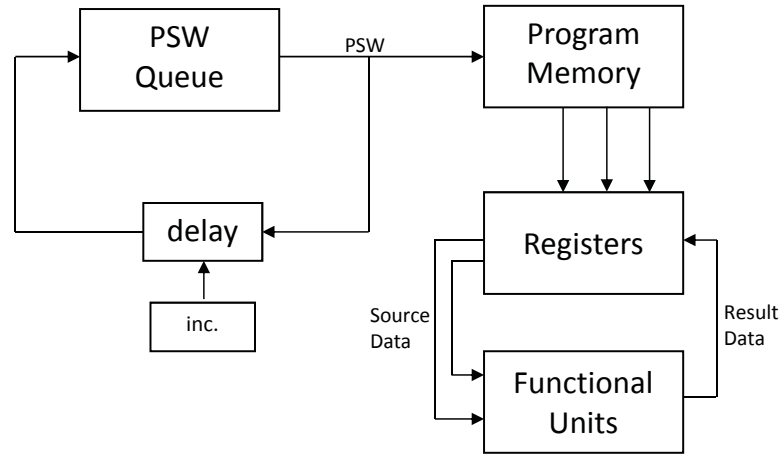 PSW
Queue
PSW
Program
Memory
delay
inc.
Registers
Source
Data
Result
Data
Functional
Units